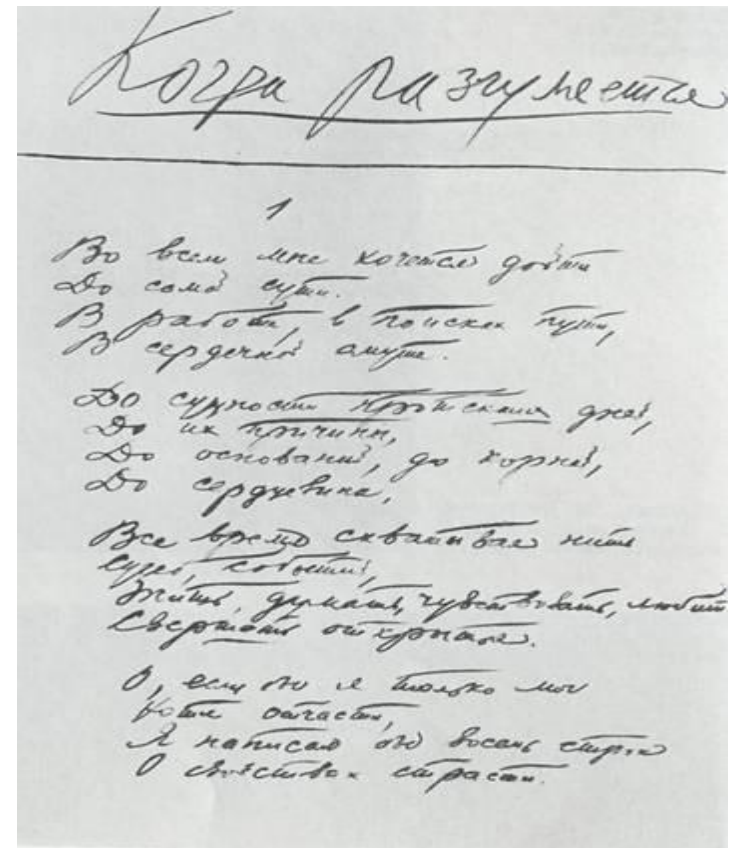 Когда разгуляется
1
Во всем мне хочется дойти
До самой сути.
В работе, в поисках пути,
В сердечной смуте.
До сущности протекших дней,
До их причины,
До оснований, до корней,
До сердцевины.
Все время схватывая нить
Судеб, событий,
Жить, думать, чувствовать, любить
Свершать открытья.
О, если бы я только мог
Хотя отчасти,
Я написал бы восемь строк
О свойствах страсти.